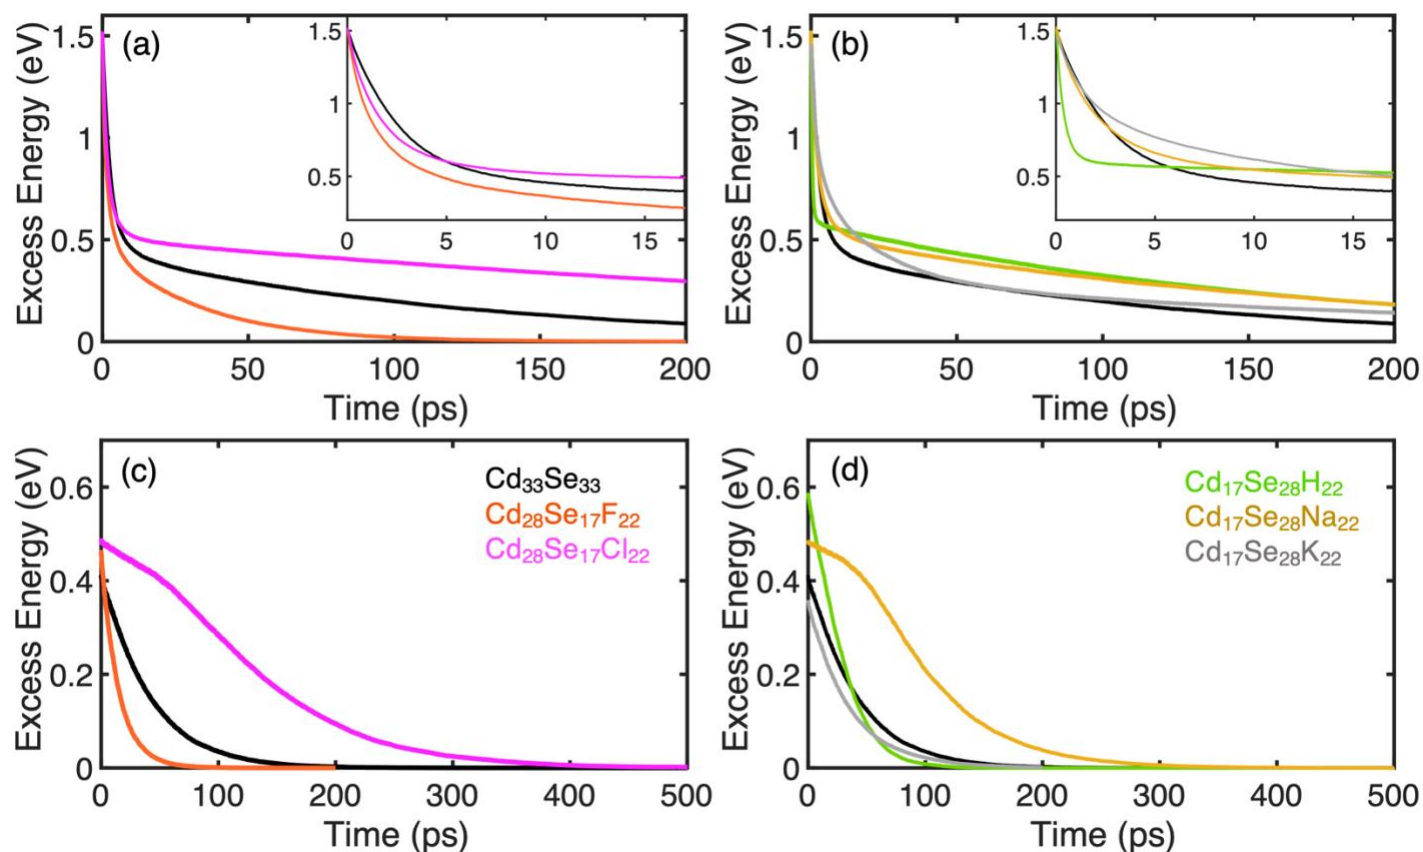 (a)
Excess Energy (eV)
1.5
1
0.5
0
0 50 100 150 200
Time (ps)
1.5
1
0.5
0 5 10 15
(b)
Excess Energy (eV)
1.5
1
0.5
0
0 50 100 150 200
Time (ps)
1.5
1
0.5
0 5 10 15
(c)
Excess Energy (eV)
0.6
0.4
0.2
0
0 100 200 300 400 500
Time (ps)
Cd₃₃Se₃₃
Cd₂₈Se₁₇F₂₂
Cd₂₈Se₁₇Cl₂₂
(d)
Excess Energy (eV)
0.6
0.4
0.2
0
0 100 200 300 400 500
Time (ps)
Cd₁₇Se₂₈H₂₂
Cd₁₇Se₂₈Na₂₂
Cd₁₇Se₂₈K₂₂